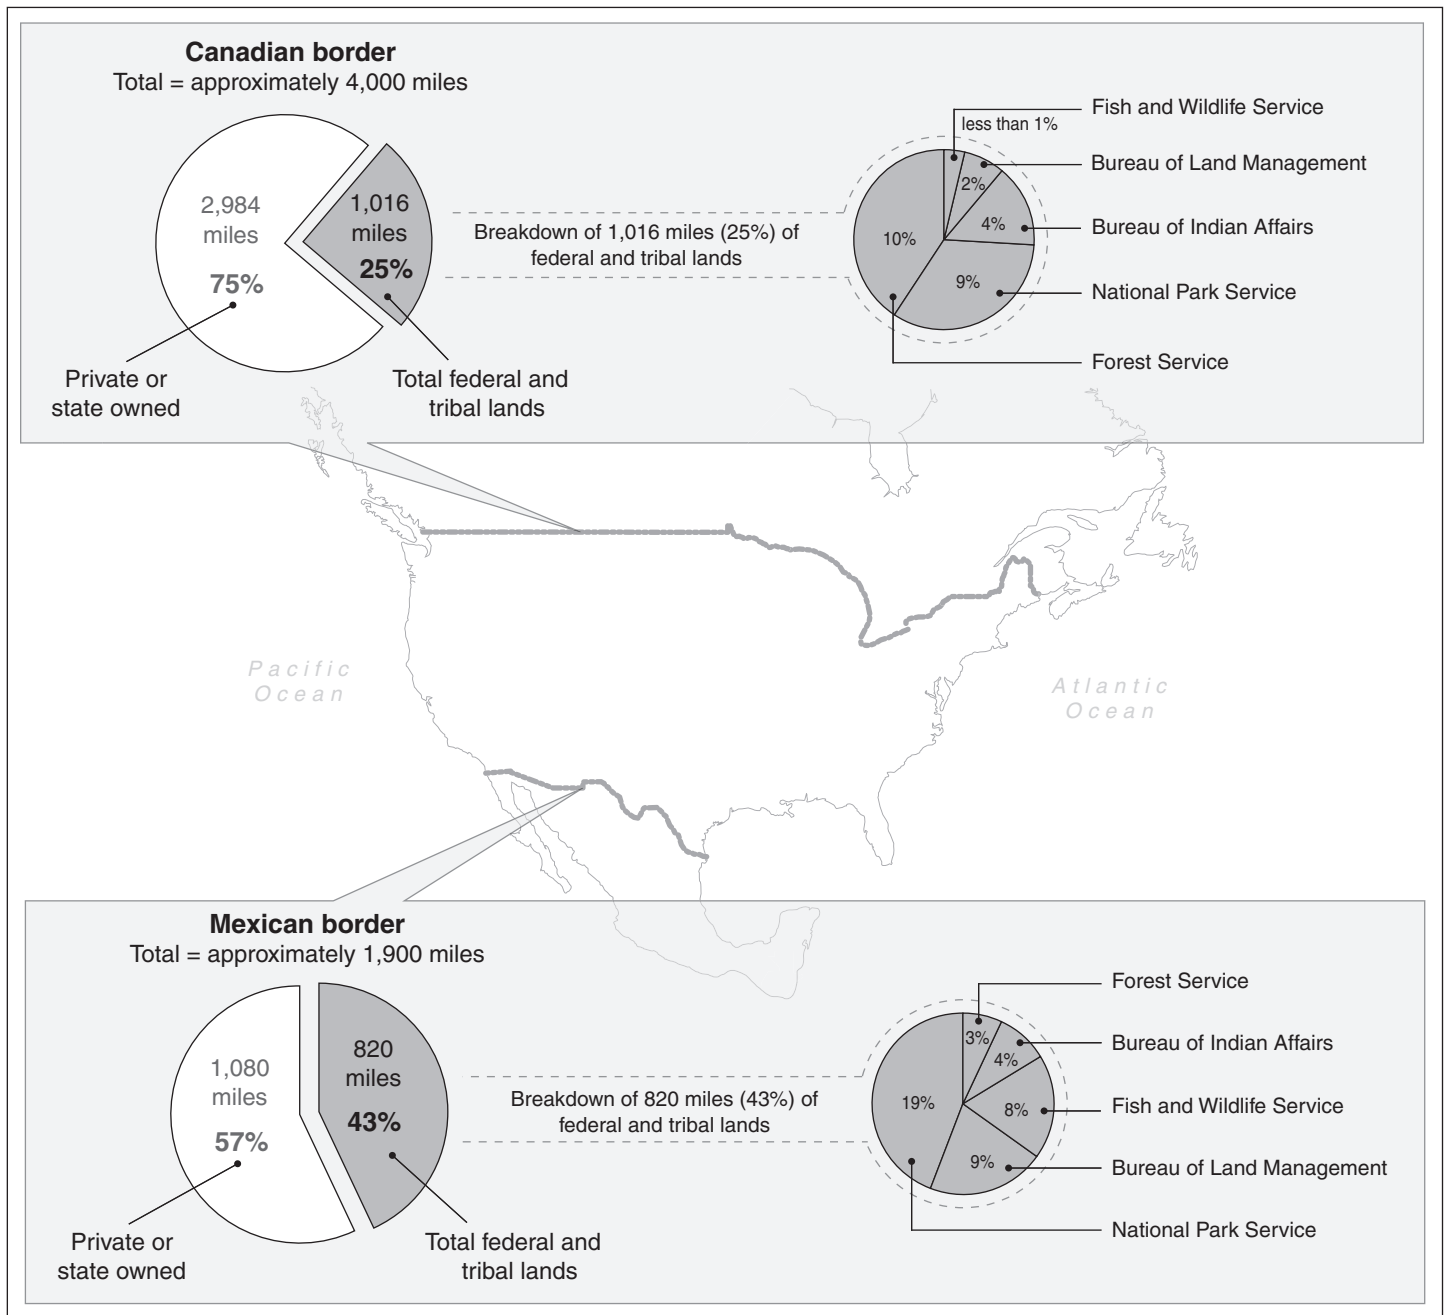 Canadian border
Total = approximately 4,000 miles
2,984
miles
75%
1,016
miles
25%
Private or
state owned
Total federal and
tribal lands
Breakdown of 1,016 miles (25%) of
federal and tribal lands
less than 1%
2%
4%
9%
10%
Fish and Wildlife Service
Bureau of Land Management
Bureau of Indian Affairs
National Park Service
Forest Service
Pacific
Ocean
Atlantic
Ocean
Mexican border
Total = approximately 1,900 miles
1,080
miles
57%
820
miles
43%
Private or
state owned
Total federal and
tribal lands
Breakdown of 820 miles (43%) of
federal and tribal lands
3%
4%
8%
9%
19%
Forest Service
Bureau of Indian Affairs
Fish and Wildlife Service
Bureau of Land Management
National Park Service